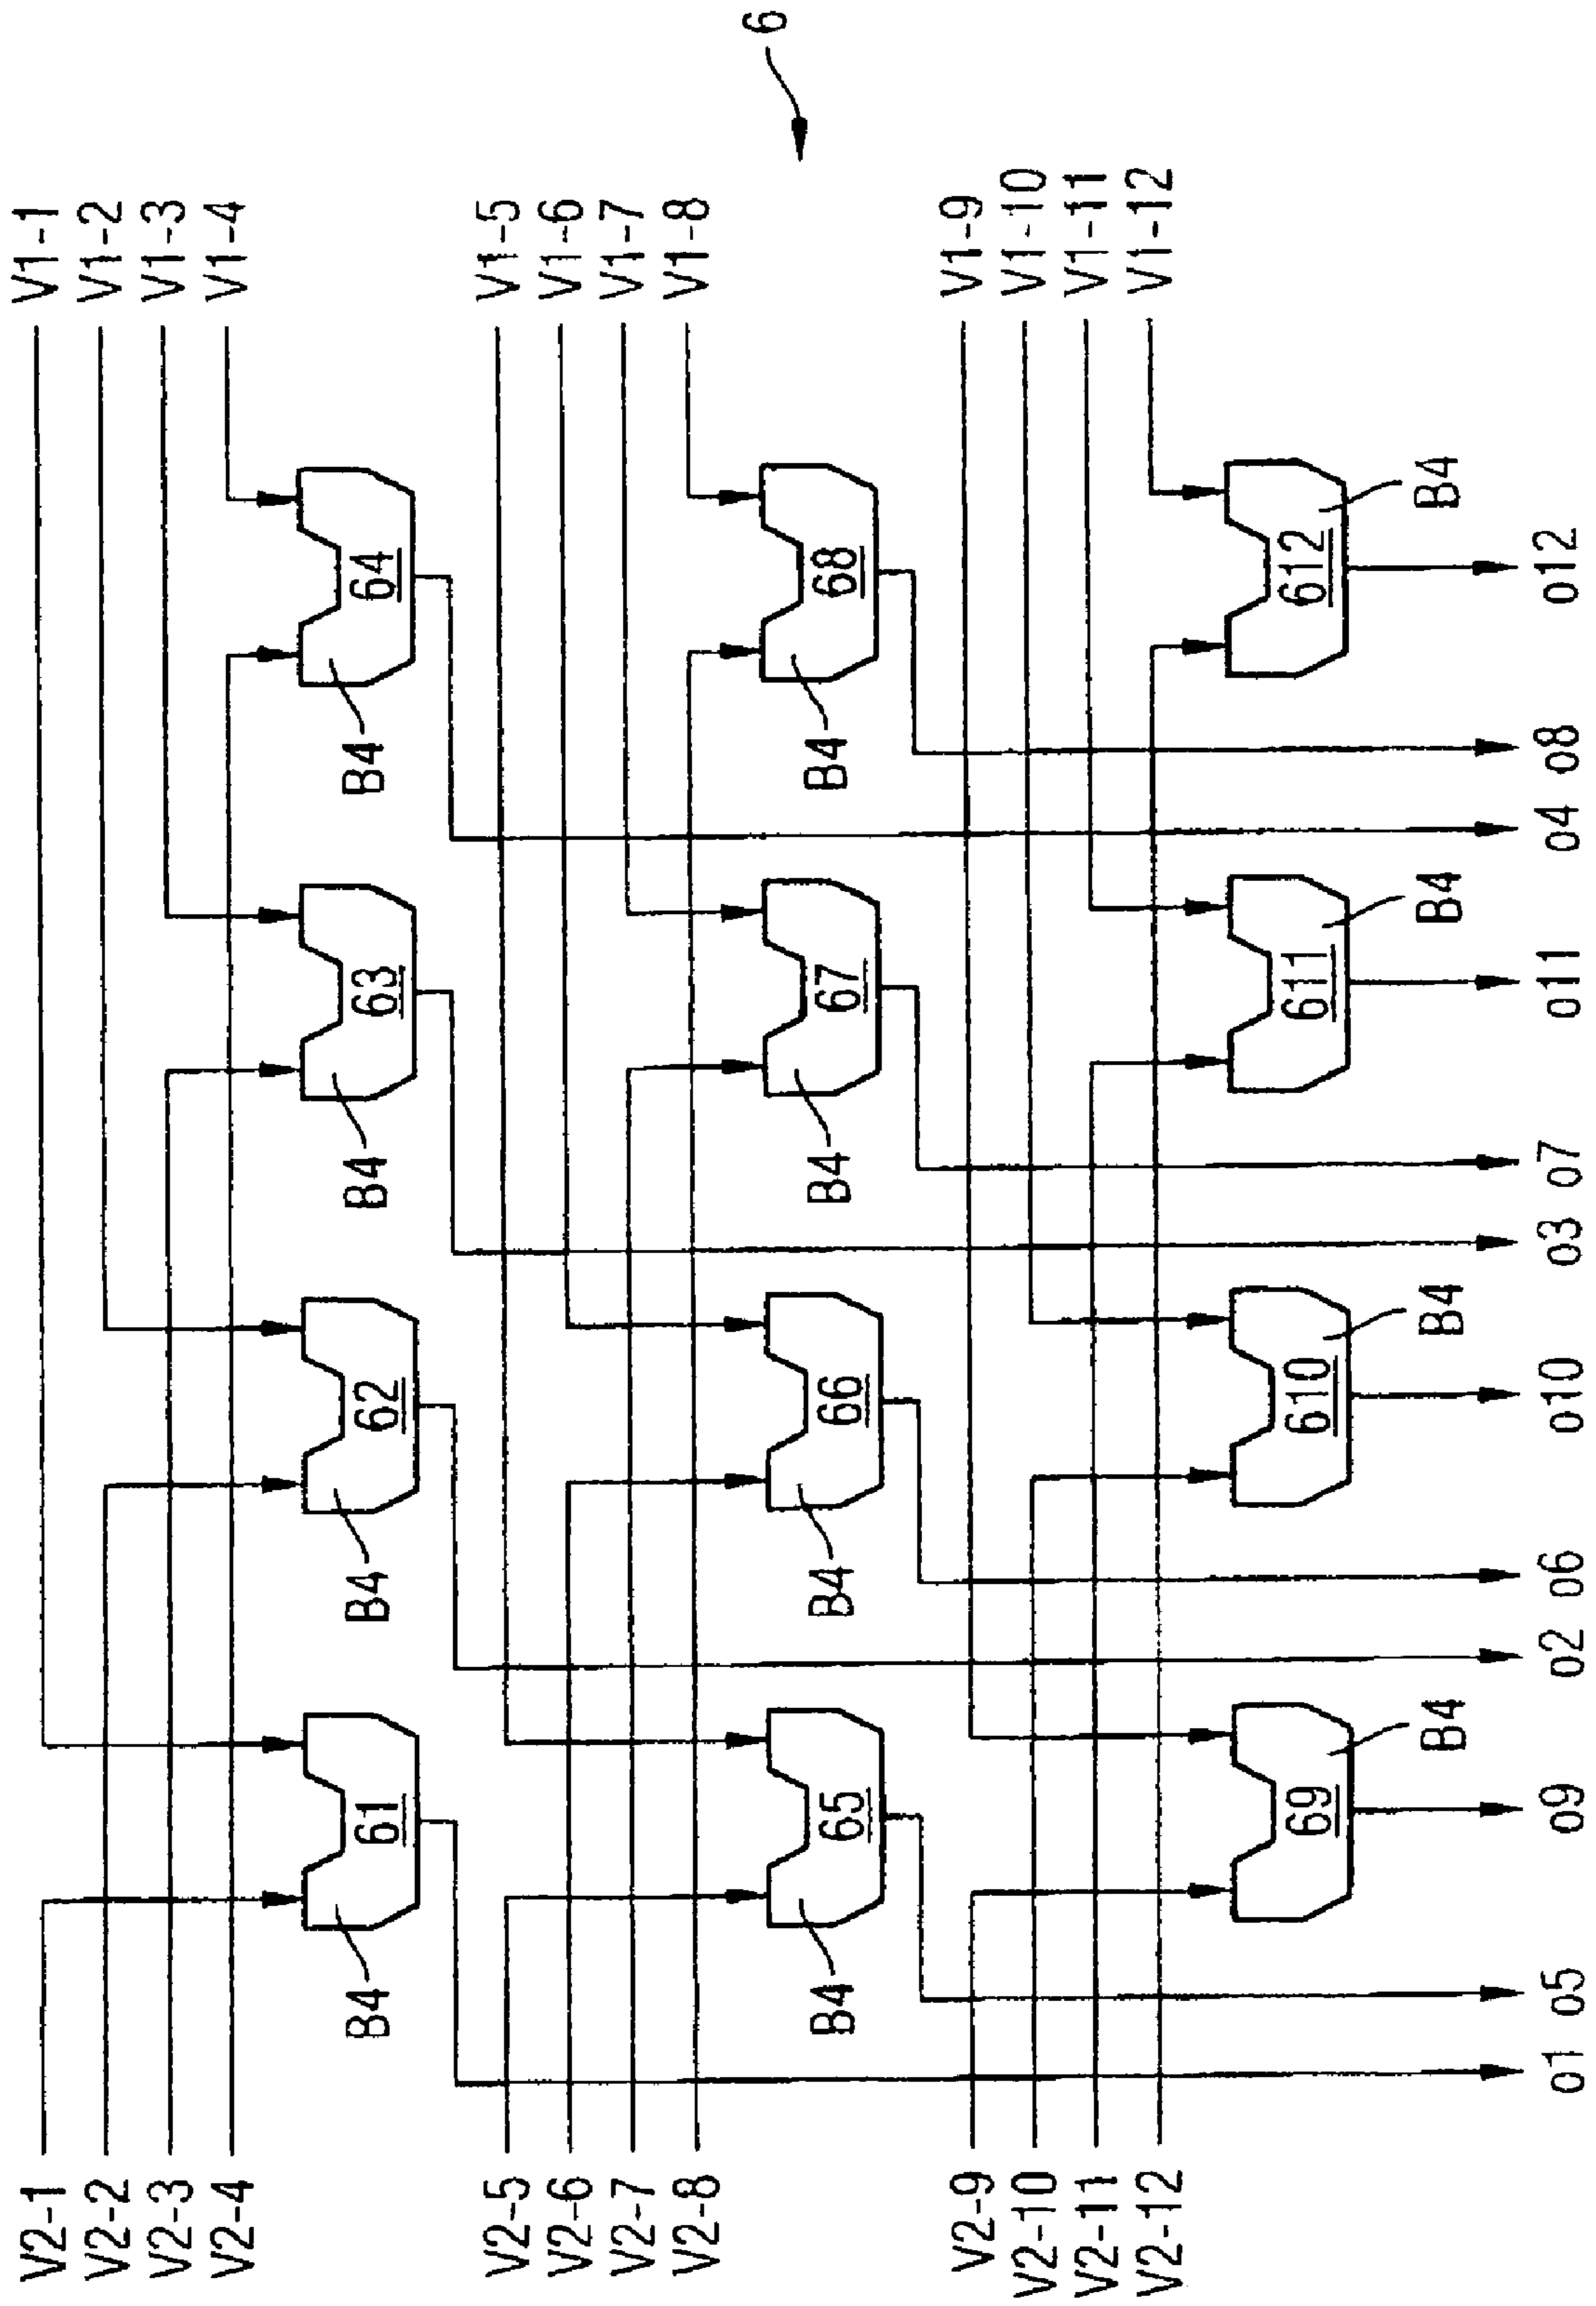 6
V1-1
V1-2
V1-3
V1-4
V1-5
V1-6
V1-7
V1-8
V1-9
V1-10
V1-11
V1-12
64
B4
68
B4
612
B4
63
B4
67
B4
611
B4
62
B4
66
B4
610
B4
61
B4
65
B4
69
B4
V2-1
V2-2
V2-3
V2-4
V2-5
V2-6
V2-7
V2-8
V2-9
V2-10
V2-11
V2-12
o1
o5
o9
o2
o6
o10
o3
o7
o11
o4
o8
o12